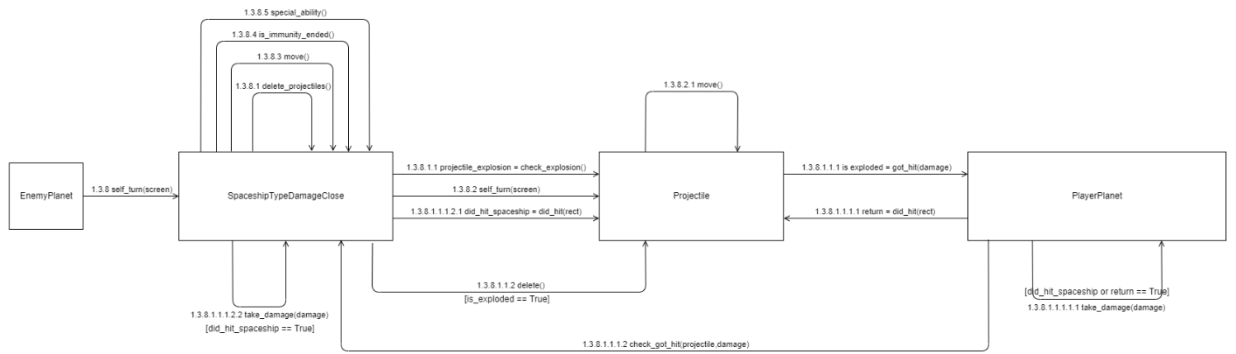 1.3.8.5 special_ability()
1.3.8.4 is_immunity_ended()
1.3.8.3 move()
1.3.8.1 delete_projectiles()
1.3.8.2.1 move()
EnemyPlanet
1.3.8 self_turn(screen)
SpaceshipTypeDamageClose
1.3.8.1.1 projectile_explosion = check_explosion()
1.3.8.2 self_turn(screen)
1.3.8.1.1.1.2.1 did_hit_spaceship = did_hit(rect)
Projectile
1.3.8.1.1.1 is exploded = got_hit(damage)
1.3.8.1.1.1.1 return = did_hit(rect)
PlayerPlanet
1.3.8.1.1.2 delete()
[is_exploded == True]
[did_hit_spaceship or return == True]
1.3.8.1.1.1.1.1 take_damage(damage)
1.3.8.1.1.1.2.2 take_damage(damage)
[did_hit_spaceship == True]
1.3.8.1.1.1.2 check_got_hit(projectile,damage)